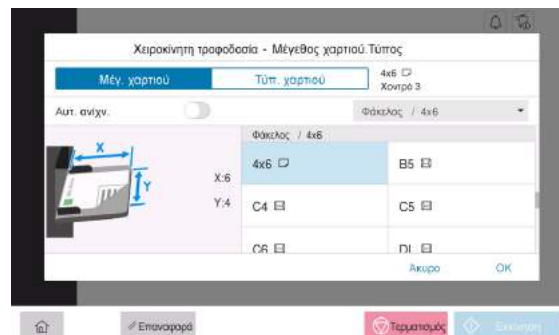 Χειροκίνητη τροφοδοσία - Μέγεθος χαρτιού.Τύπος
Μέγ. χαρτιού
Τύπ. χαρτιού
4x6
Χοντρό 3
Αυτ. ανίχν.
Φάκελος / 4x6
Φάκελος / 4x6
X
Y
X:6
Y:4
4x6
B5
C4
C5
C6
DL
Άκυρο
OK
Επαναφορά
Τερματισμός
Εκκίνηση